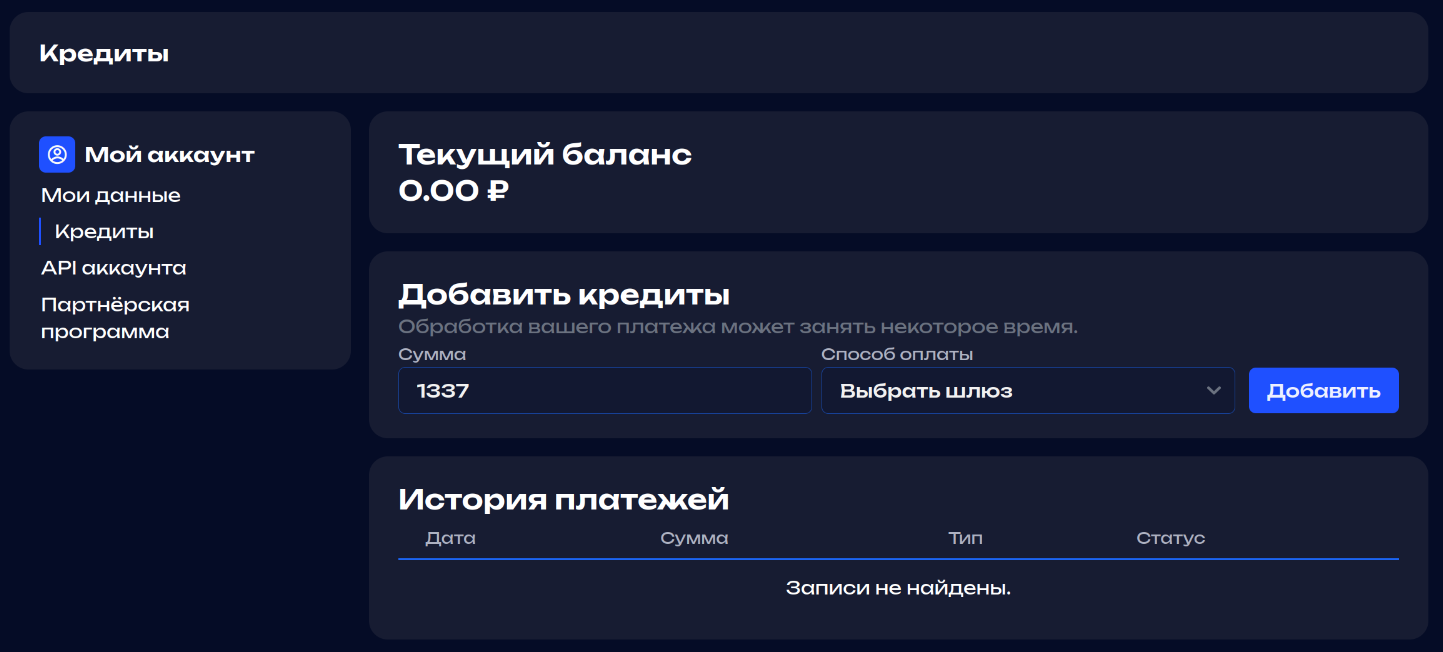 Кредиты
Мой аккаунт
Мои данные
Кредиты
API аккаунта
Партнёрская
программа
Текущий баланс
0.00 ₽
Добавить кредиты
Обработка вашего платежа может занять некоторое время.
Сумма Способ оплаты
1337 Выбрать шлюз Добавить
История платежей
Дата Сумма Тип Статус
Записи не найдены.